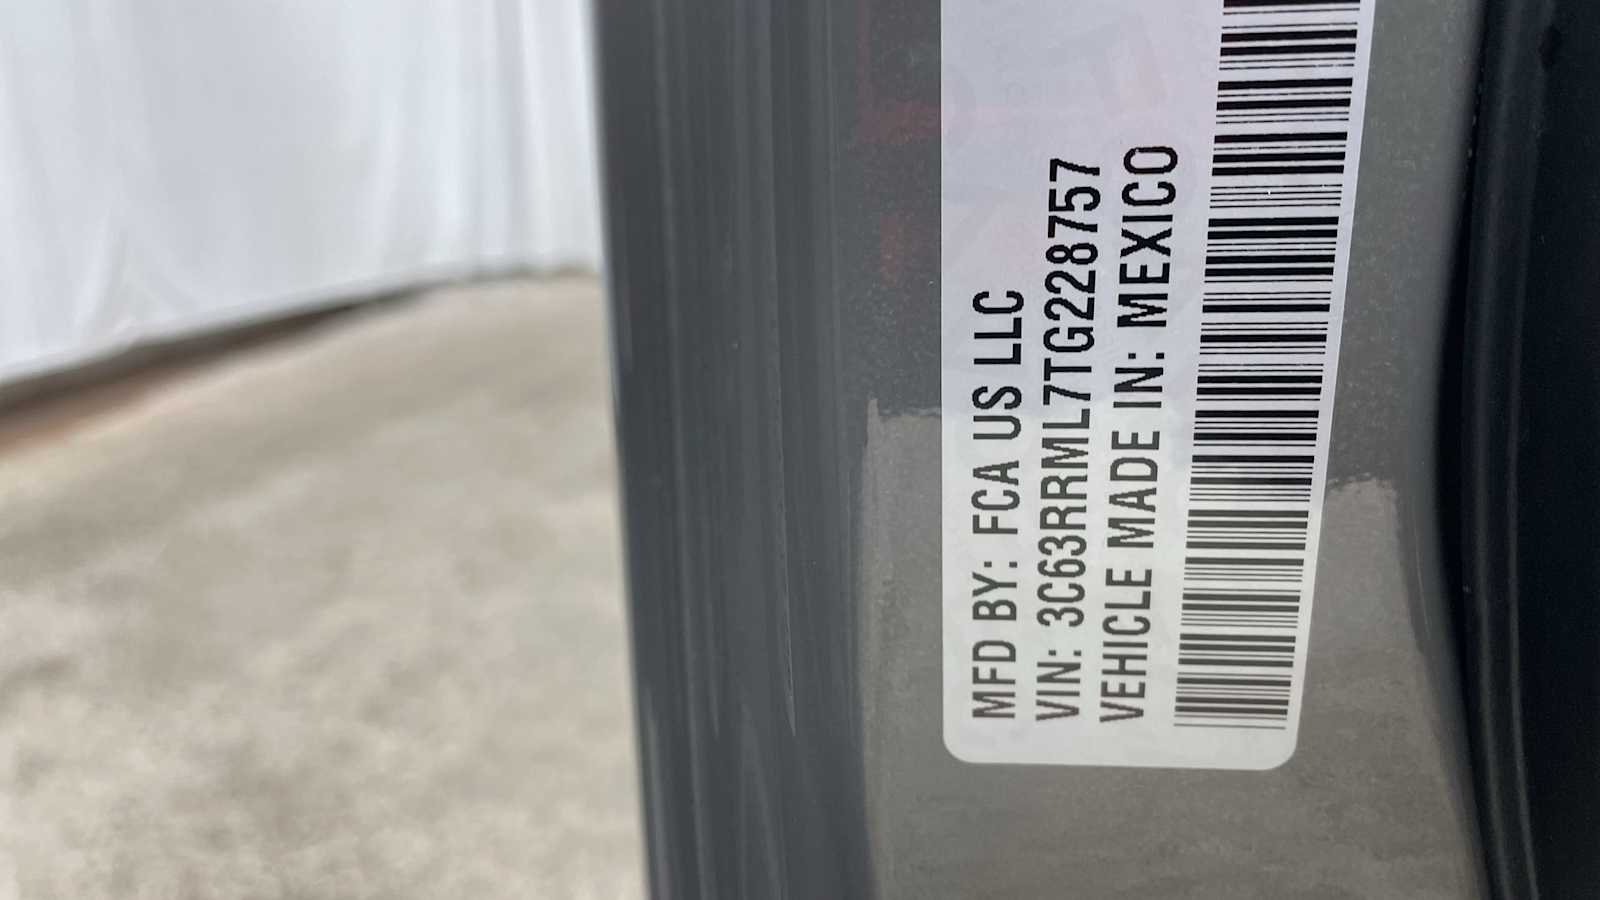 MFD BY: FCA US LLC
VIN: 3C63RRML7TG228757
VEHICLE MADE IN: MEXICO